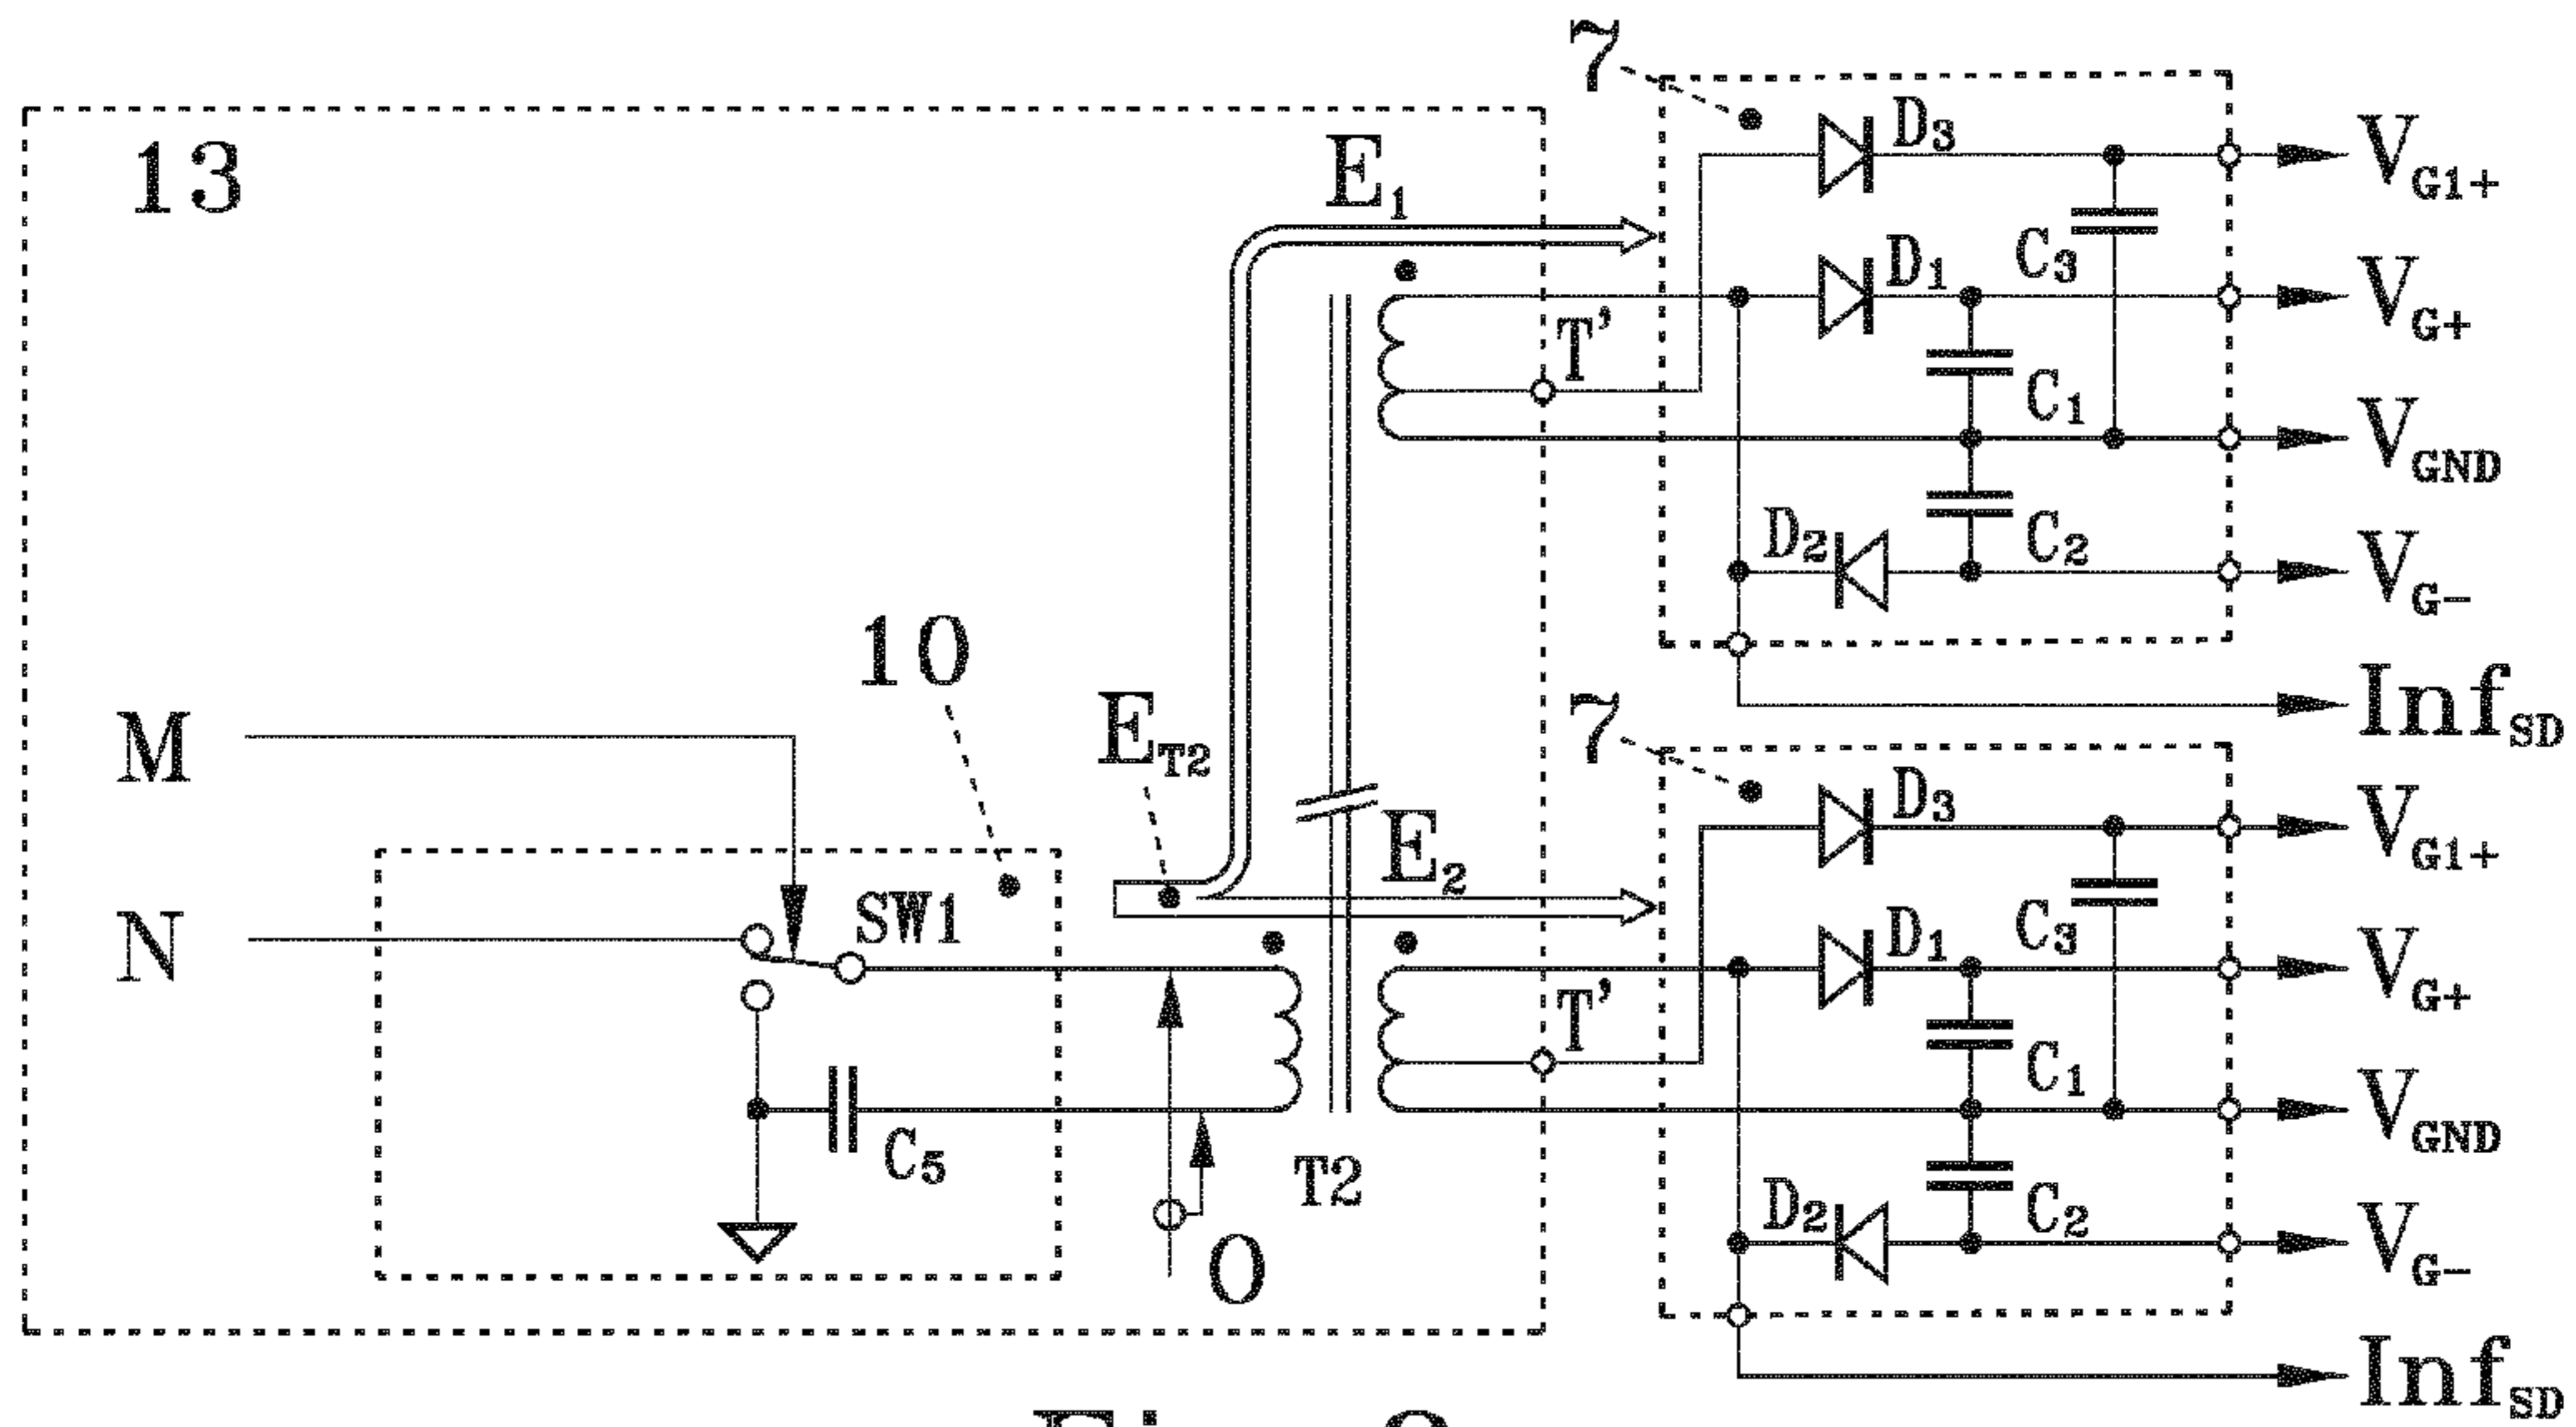 7
13
E1
D3
VG1+
C3
D1
VG+
T'
C1
VGND
D2
C2
VG-
10
InfSD
M
ET2
7
E2
D3
VG1+
N
SW1
C3
D1
VG+
T'
C1
VGND
C5
T2
D2
C2
VG-
O
InfSD